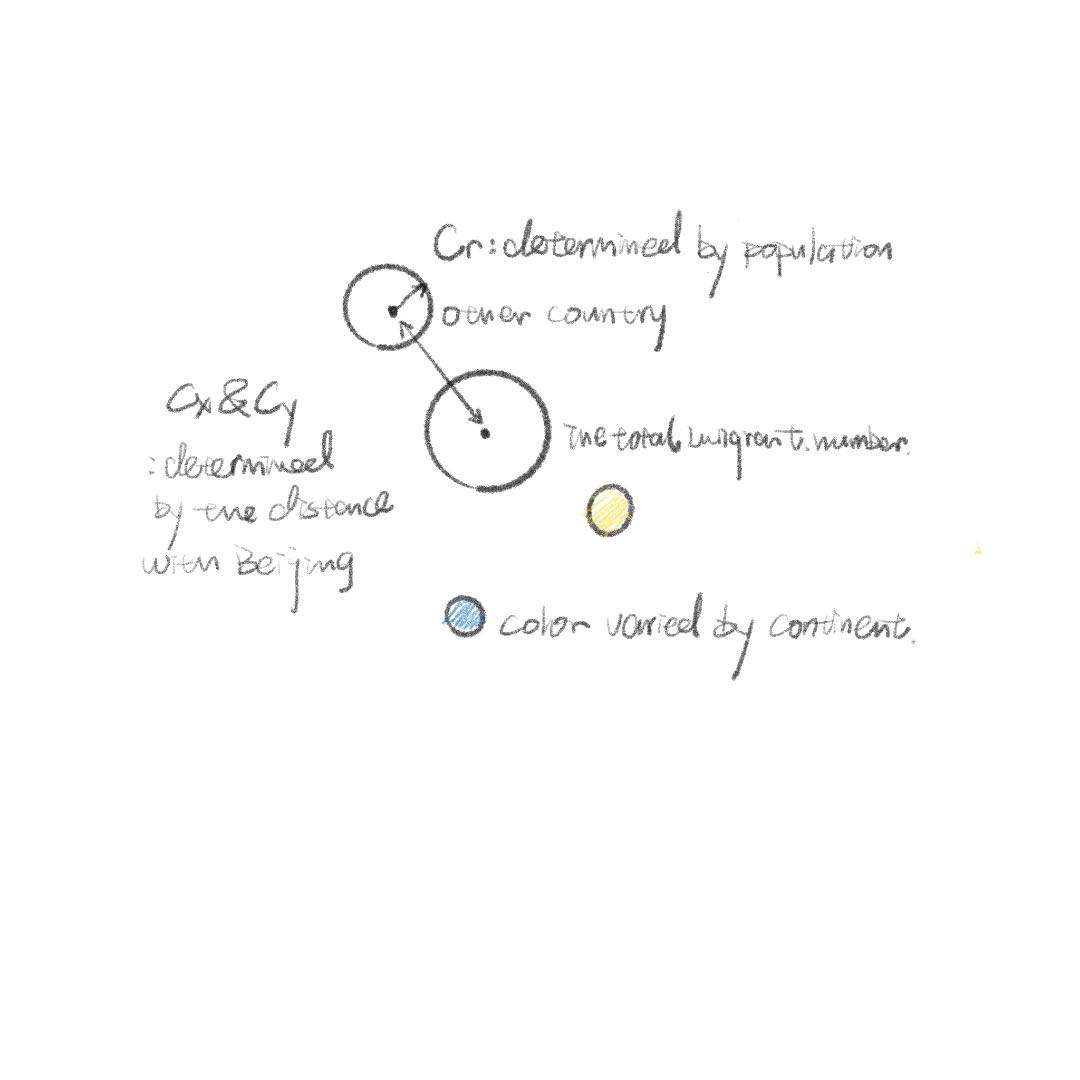 Cr: determined by population
other country
Cx & Cy
: determined
by the distance
with Beijing
The total imigrant. number.
color varied by continent.